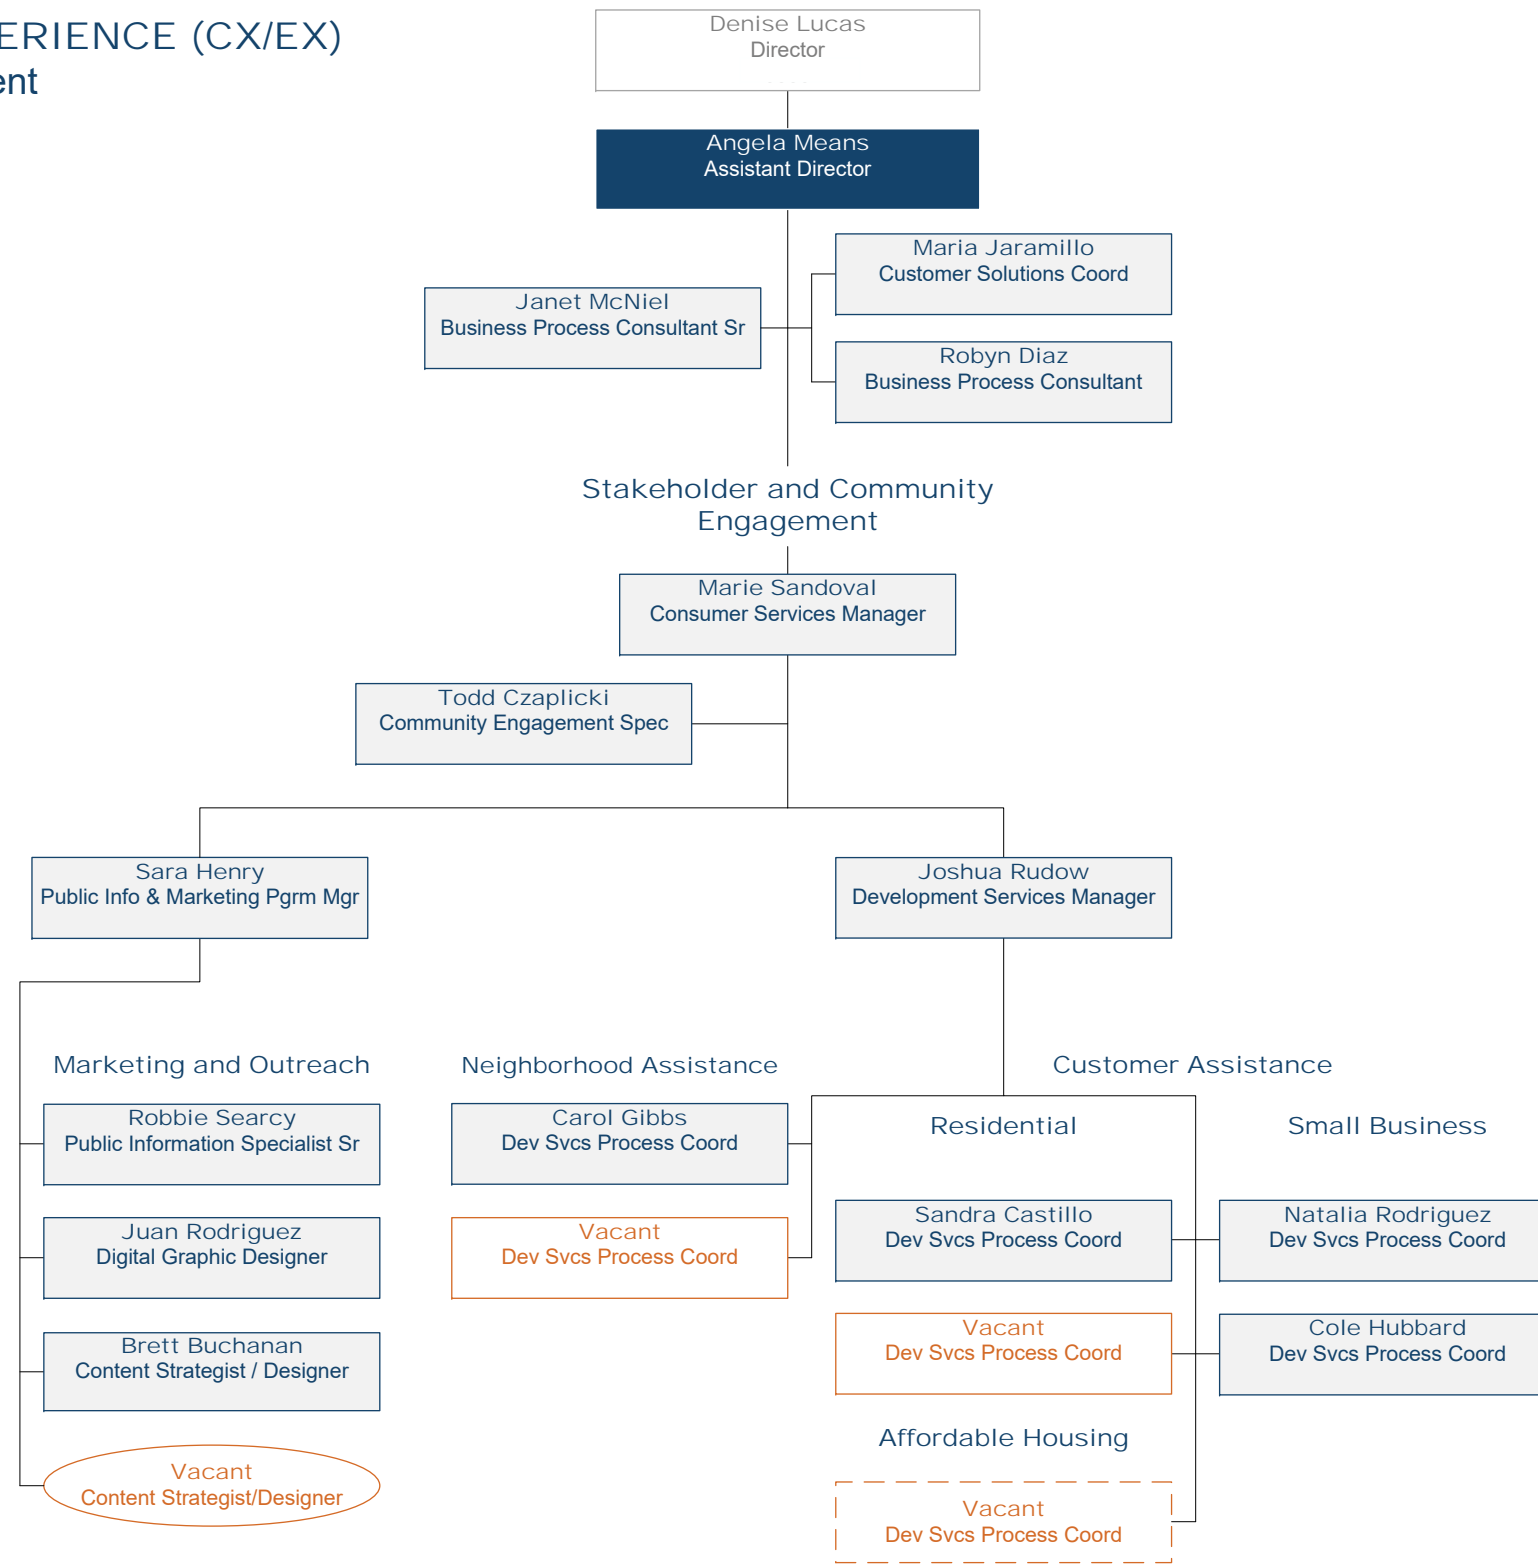 ERIENCE (CX/EX)
ent
Denise Lucas
Director
Angela Means
Assistant Director
Maria Jaramillo
Customer Solutions Coord
Janet McNiel
Business Process Consultant Sr
Robyn Diaz
Business Process Consultant
Stakeholder and Community
Engagement
Marie Sandoval
Consumer Services Manager
Todd Czaplicki
Community Engagement Spec
Sara Henry
Public Info & Marketing Pgrm Mgr
Joshua Rudow
Development Services Manager
Marketing and Outreach
Robbie Searcy
Public Information Specialist Sr
Juan Rodriguez
Digital Graphic Designer
Brett Buchanan
Content Strategist / Designer
Vacant
Content Strategist/Designer
Neighborhood Assistance
Carol Gibbs
Dev Svcs Process Coord
Vacant
Dev Svcs Process Coord
Customer Assistance
Residential
Sandra Castillo
Dev Svcs Process Coord
Vacant
Dev Svcs Process Coord
Affordable Housing
Vacant
Dev Svcs Process Coord
Small Business
Natalia Rodriguez
Dev Svcs Process Coord
Cole Hubbard
Dev Svcs Process Coord